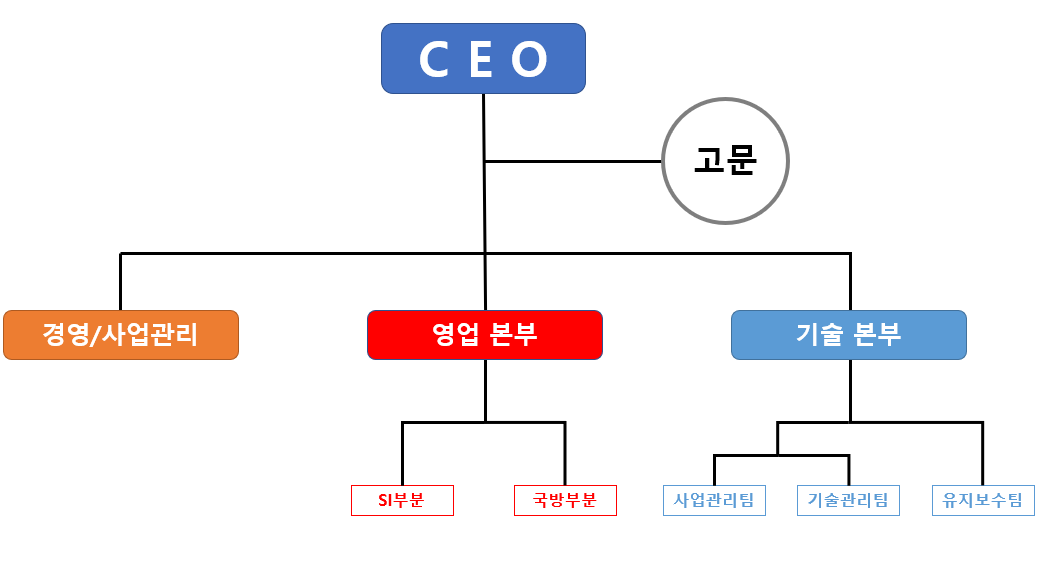 C E O
고문
경영/사업관리
영업 본부
기술 본부
SI부분
국방부분
사업관리팀
기술관리팀
유지보수팀